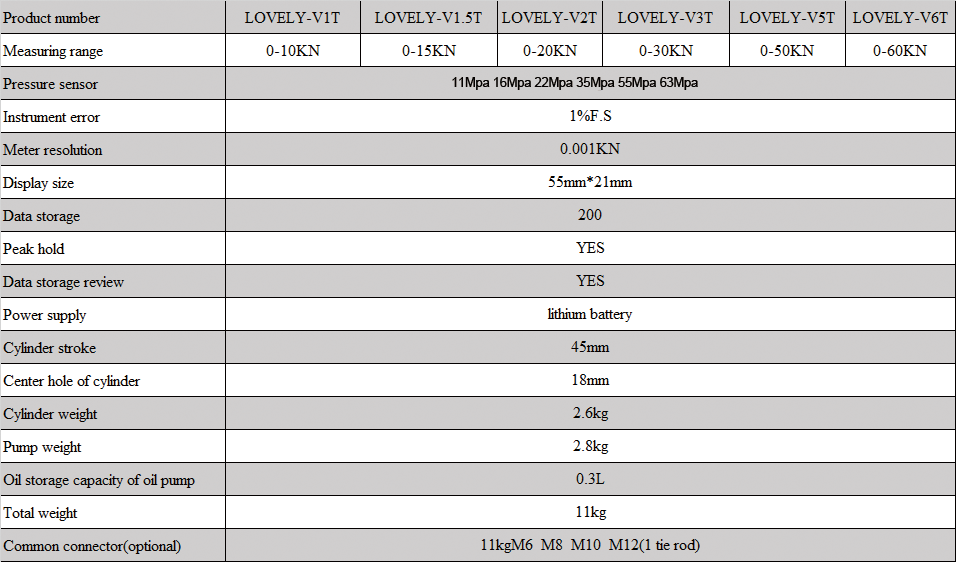 Product number LOVELY-V1T LOVELY-V1.5T LOVELY-V2T LOVELY-V3T LOVELY-V5T LOVELY-V6T
Measuring range 0-10KN 0-15KN 0-20KN 0-30KN 0-50KN 0-60KN
Pressure sensor 11Mpa 16Mpa 22Mpa 35Mpa 55Mpa 63Mpa
Instrument error 1%F.S
Meter resolution 0.001KN
Display size 55mm*21mm
Data storage 200
Peak hold YES
Data storage review YES
Power supply lithium battery
Cylinder stroke 45mm
Center hole of cylinder 18mm
Cylinder weight 2.6kg
Pump weight 2.8kg
Oil storage capacity of oil pump 0.3L
Total weight 11kg
Common connector(optional) 11kgM6 M8 M10 M12(1 tie rod)